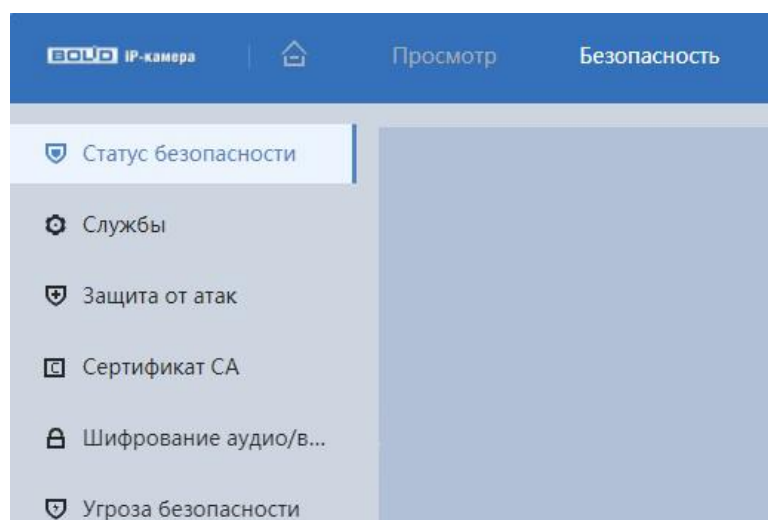 BOLID IP-камера Просмотр Безопасность
Статус безопасности
Службы
Защита от атак
Сертификат CA
Шифрование аудио/в...
Угроза безопасности